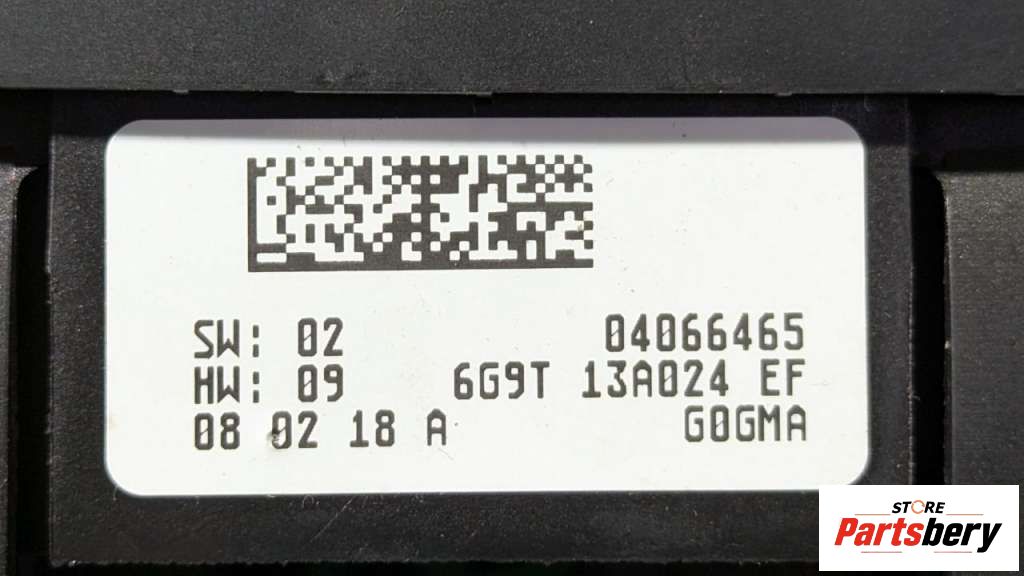 SW: 02 04066465
HW: 09 6G9T 13A024 EF
08 02 18 A G0GMA
STORE
Partsbery